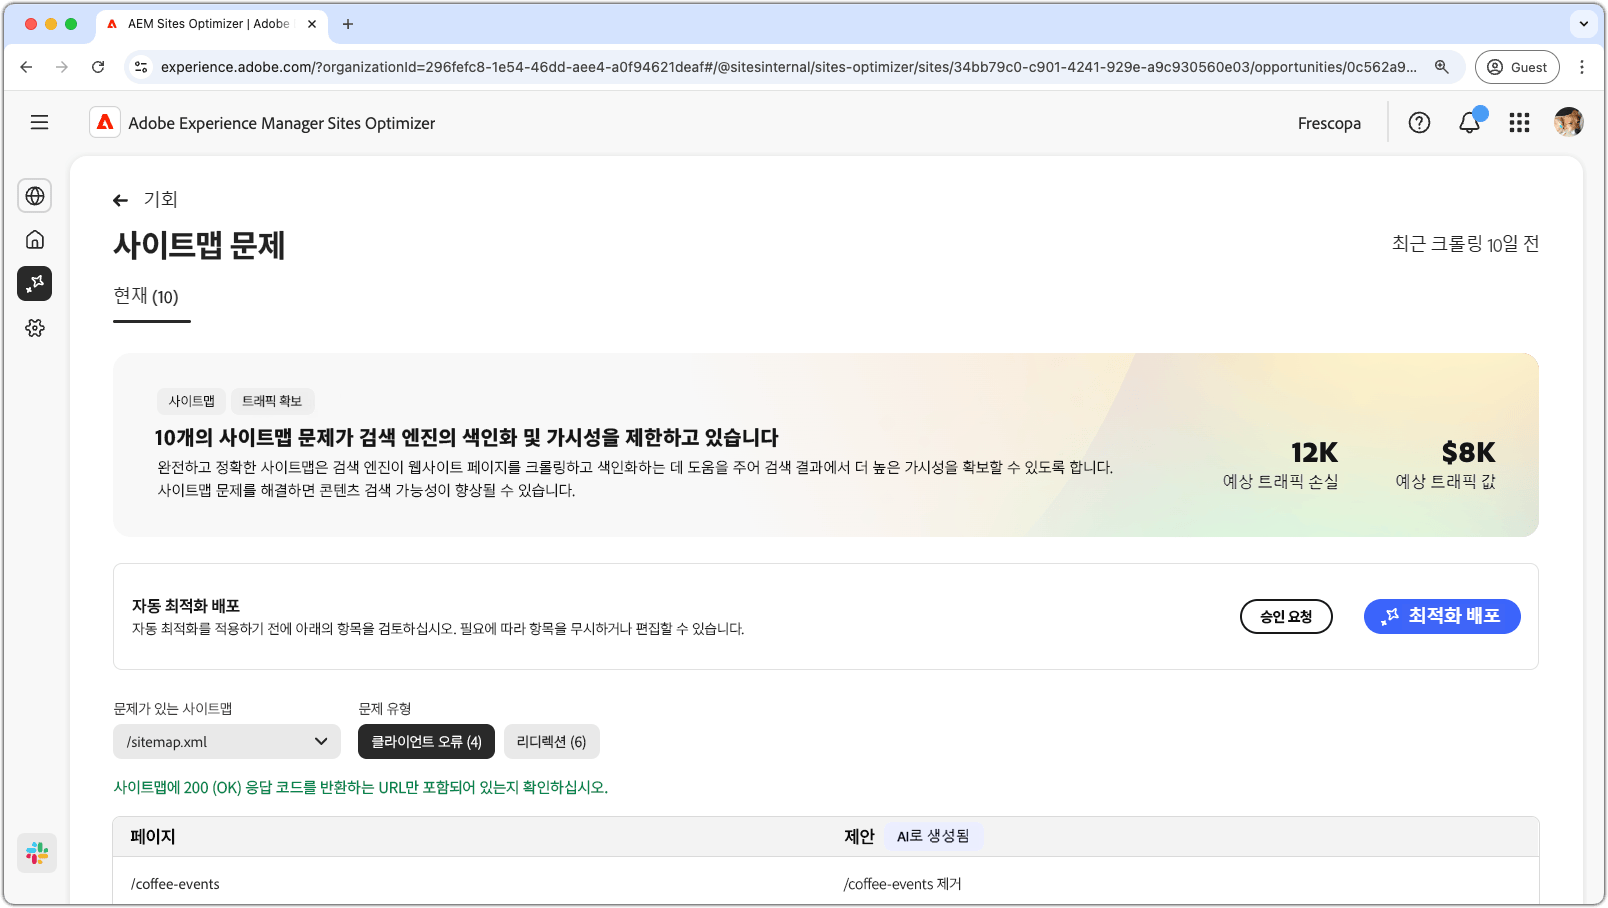 AEM Sites Optimizer | Adobe
experience.adobe.com/?organizationId=296fefc8-1e54-46dd-aee4-a0f94621deaf#/@sitesinternal/sites-optimizer/sites/34bb79c0-c901-4241-929e-a9c930560e03/opportunities/0c562a9...
Guest
Adobe Experience Manager Sites Optimizer
Frescopa
기회
사이트맵 문제
최근 크롤링 10일 전
현재 (10)
사이트맵
트래픽 확보
10개의 사이트맵 문제가 검색 엔진의 색인화 및 가시성을 제한하고 있습니다
완전하고 정확한 사이트맵은 검색 엔진이 웹사이트 페이지를 크롤링하고 색인화하는 데 도움을 주어 검색 결과에서 더 높은 가시성을 확보할 수 있도록 합니다.
사이트맵 문제를 해결하면 콘텐츠 검색 가능성이 향상될 수 있습니다.
12K
예상 트래픽 손실
$8K
예상 트래픽 값
자동 최적화 배포
자동 최적화를 적용하기 전에 아래의 항목을 검토하십시오. 필요에 따라 항목을 무시하거나 편집할 수 있습니다.
승인 요청
최적화 배포
문제가 있는 사이트맵
문제 유형
/sitemap.xml
클라이언트 오류 (4)
리디렉션 (6)
사이트맵에 200 (OK) 응답 코드를 반환하는 URL만 포함되어 있는지 확인하십시오.
페이지
제안
AI로 생성됨
/coffee-events
/coffee-events 제거